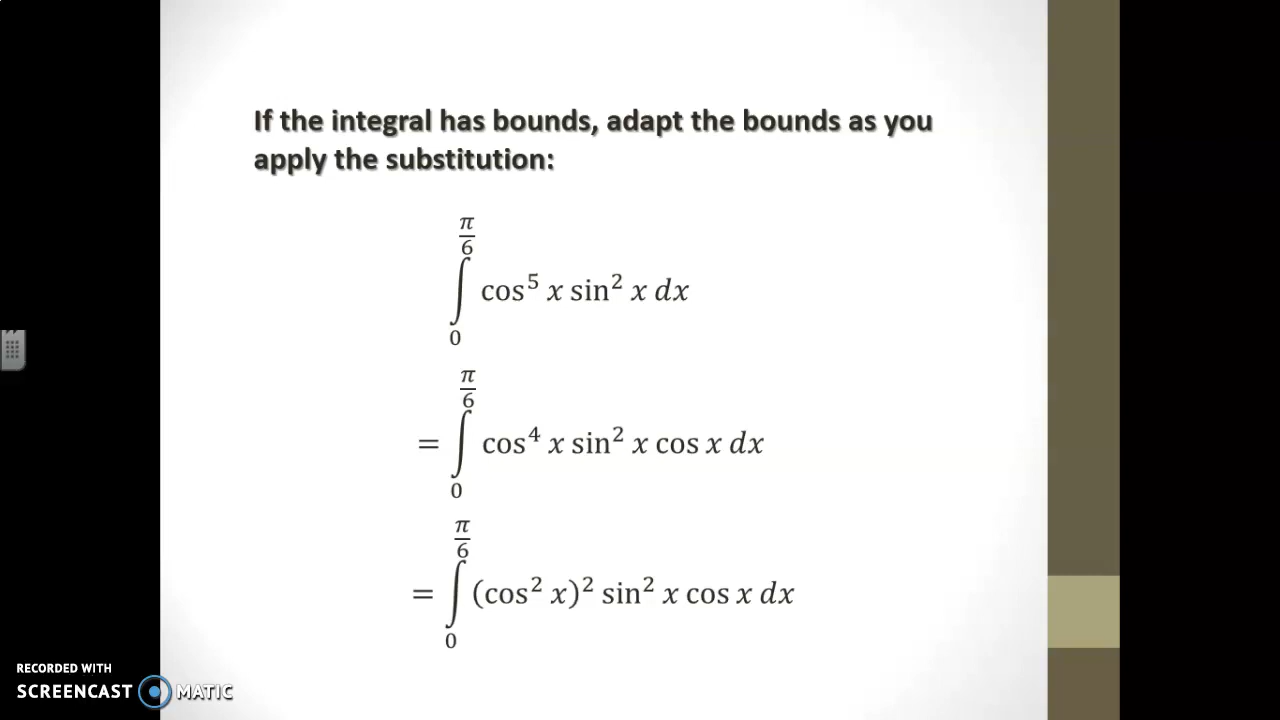 If the integral has bounds, adapt the bounds as you
apply the substitution:
∫₀^(π/6) cos⁵ x sin² x dx
= ∫₀^(π/6) cos⁴ x sin² x cos x dx
= ∫₀^(π/6) (cos² x)² sin² x cos x dx
RECORDED WITH
SCREENCAST MATIC